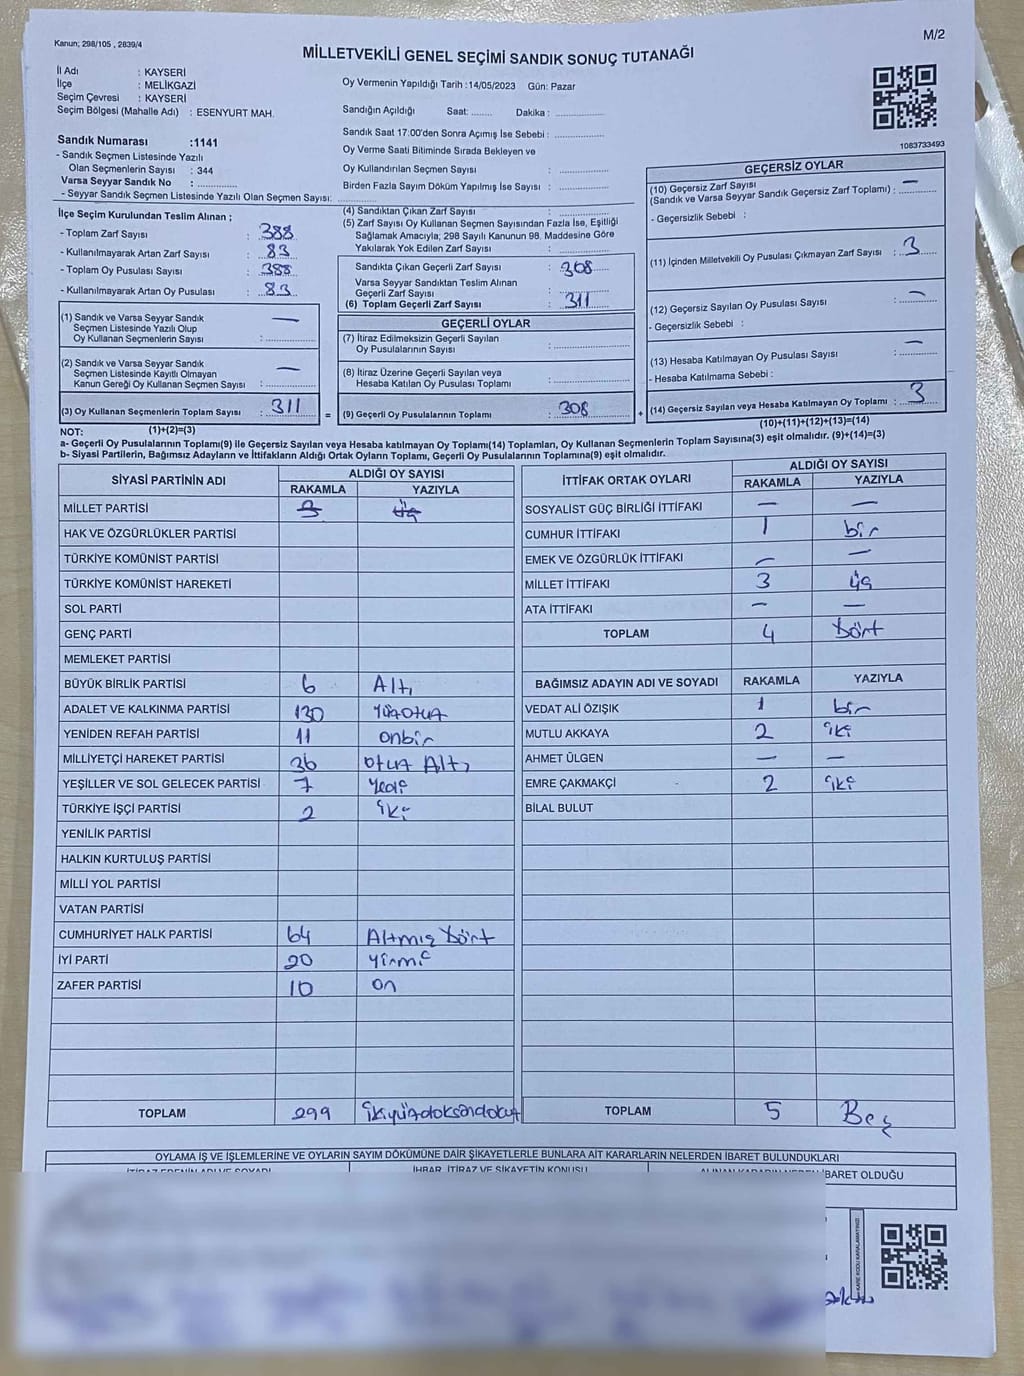 Kanun; 298/105 , 2839/4
M/2
MİLLETVEKİLİ GENEL SEÇİMİ SANDIK SONUÇ TUTANAĞI
İl Adı : KAYSERİ
İlçe : MELİKGAZİ
Seçim Çevresi : KAYSERİ
Seçim Bölgesi (Mahalle Adı) : ESENYURT MAH.
Sandık Numarası :1141
- Sandık Seçmen Listesinde Yazılı
Olan Seçmenlerin Sayısı : 344
Varsa Seyyar Sandık No :
- Seyyar Sandık Seçmen Listesinde Yazılı Olan Seçmen Sayısı:
Oy Vermenin Yapıldığı Tarih :14/05/2023 Gün: Pazar
Sandığın Açıldığı Saat: Dakika :
Sandık Saat 17:00'den Sonra Açımış İse Sebebi :
Oy Verme Saati Bitiminde Sırada Bekleyen ve
Oy Kullandırılan Seçmen Sayısı :
Birden Fazla Sayım Döküm Yapılmış İse Sayısı :
1083733493
İlçe Seçim Kurulundan Teslim Alınan ;
- Toplam Zarf Sayısı : 388
- Kullanılmayarak Artan Zarf Sayısı : 83
- Toplam Oy Pusulası Sayısı : 388
- Kullanılmayarak Artan Oy Pusulası : 83
(1) Sandık ve Varsa Seyyar Sandık
Seçmen Listesinde Yazılı Olup
Oy Kullanan Seçmenlerin Sayısı : —
(2) Sandık ve Varsa Seyyar Sandık
Seçmen Listesinde Kayıtlı Olmayan
Kanun Gereği Oy Kullanan Seçmen Sayısı : —
(3) Oy Kullanan Seçmenlerin Toplam Sayısı : 311 =
(1)+(2)=(3)
(4) Sandıktan Çıkan Zarf Sayısı :
(5) Zarf Sayısı Oy Kullanan Seçmen Sayısından Fazla İse, Eşitliği
Sağlamak Amacıyla, 298 Sayılı Kanunun 98. Maddesine Göre
Yakılarak Yok Edilen Zarf Sayısı :
Sandıkta Çıkan Geçerli Zarf Sayısı : 308
Varsa Seyyar Sandıktan Teslim Alınan
Geçerli Zarf Sayısı :
(6) Toplam Geçerli Zarf Sayısı : 311
GEÇERLİ OYLAR
(7) İtiraz Edilmeksizin Geçerli Sayılan
Oy Pusulalarının Sayısı :
(8) İtiraz Üzerine Geçerli Sayılan veya
Hesaba Katılan Oy Pusulası Toplamı :
(9) Geçerli Oy Pusulalarının Toplamı : 308 +
GEÇERSİZ OYLAR
(10) Geçersiz Zarf Sayısı
(Sandık ve Varsa Seyyar Sandık Geçersiz Zarf Toplamı) : —
- Geçersizlik Sebebi :
(11) İçinden Milletvekili Oy Pusulası Çıkmayan Zarf Sayısı : 3
(12) Geçersiz Sayılan Oy Pusulası Sayısı : —
- Geçersizlik Sebebi :
(13) Hesaba Katılmayan Oy Pusulası Sayısı : —
- Hesaba Katılmama Sebebi :
(14) Geçersiz Sayılan veya Hesaba Katılmayan Oy Toplamı : 3
(10)+(11)+(12)+(13)=(14)
NOT:
a- Geçerli Oy Pusulalarının Toplamı(9) ile Geçersiz Sayılan veya Hesaba katılmayan Oy Toplamı(14) Toplamları, Oy Kullanan Seçmenlerin Toplam Sayısına(3) eşit olmalıdır. (9)+(14)=(3)
b- Siyasi Partilerin, Bağımsız Adayların ve İttifakların Aldığı Ortak Oyların Toplamı, Geçerli Oy Pusulalarının Toplamına(9) eşit olmalıdır.
SİYASİ PARTİNİN ADI ALDIĞI OY SAYISI
RAKAMLA YAZIYLA
MİLLET PARTİSİ 3 üç
HAK VE ÖZGÜRLÜKLER PARTİSİ
TÜRKİYE KOMÜNİST PARTİSİ
TÜRKİYE KOMÜNİST HAREKETİ
SOL PARTİ
GENÇ PARTİ
MEMLEKET PARTİSİ
BÜYÜK BİRLİK PARTİSİ 6 Altı
ADALET VE KALKINMA PARTİSİ 130 Yüzotuz
YENİDEN REFAH PARTİSİ 11 onbir
MİLLİYETÇİ HAREKET PARTİSİ 36 otuz Altı
YEŞİLLER VE SOL GELECEK PARTİSİ 7 Yedi
TÜRKİYE İŞÇİ PARTİSİ 2 iki
YENİLİK PARTİSİ
HALKIN KURTULUŞ PARTİSİ
MİLLİ YOL PARTİSİ
VATAN PARTİSİ
CUMHURİYET HALK PARTİSİ 64 Altmış Dört
İYİ PARTİ 20 Yirmi
ZAFER PARTİSİ 10 on
TOPLAM 299 ikiyüzdoksandokuz
İTTİFAK ORTAK OYLARI ALDIĞI OY SAYISI
RAKAMLA YAZIYLA
SOSYALİST GÜÇ BİRLİĞİ İTTİFAKI — —
CUMHUR İTTİFAKI 1 bir
EMEK VE ÖZGÜRLÜK İTTİFAKI — —
MİLLET İTTİFAKI 3 üç
ATA İTTİFAKI — —
TOPLAM 4 Dört
BAĞIMSIZ ADAYIN ADI VE SOYADI RAKAMLA YAZIYLA
VEDAT ALİ ÖZIŞIK 1 bir
MUTLU AKKAYA 2 iki
AHMET ÜLGEN — —
EMRE ÇAKMAKÇİ 2 iki
BİLAL BULUT
TOPLAM 5 Beş
OYLAMA İŞ VE İŞLEMLERİNE VE OYLARIN SAYIM DÖKÜMÜNE DAİR ŞİKAYETLERLE BUNLARA AİT KARARLARIN NELERDEN İBARET BULUNDUKLARI
İTİRAZ EDENİN ADI VE SOYADI İHBAR, İTİRAZ VE ŞİKAYETİN KONUSU ALINAN KARARIN NEDEN İBARET OLDUĞU
KARE KODU KARALAMAYINIZ